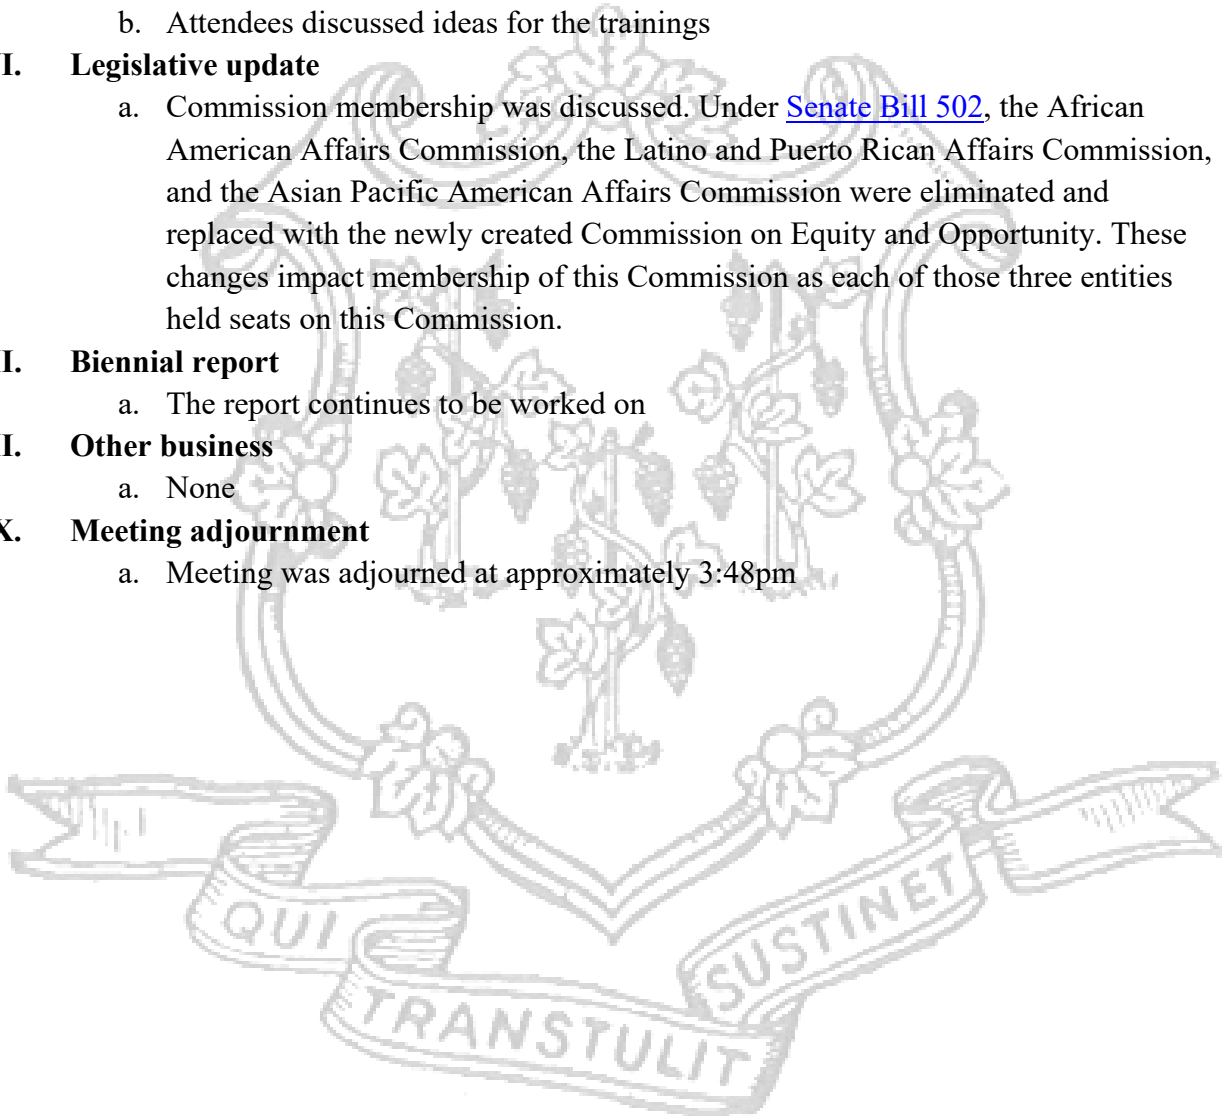 b. Attendees discussed ideas for the trainings
I. Legislative update
a. Commission membership was discussed. Under Senate Bill 502, the African
American Affairs Commission, the Latino and Puerto Rican Affairs Commission,
and the Asian Pacific American Affairs Commission were eliminated and
replaced with the newly created Commission on Equity and Opportunity. These
changes impact membership of this Commission as each of those three entities
held seats on this Commission.
I. Biennial report
a. The report continues to be worked on
I. Other business
a. None
X. Meeting adjournment
a. Meeting was adjourned at approximately 3:48pm
QUI
TRANSTULIT
SUSTINET